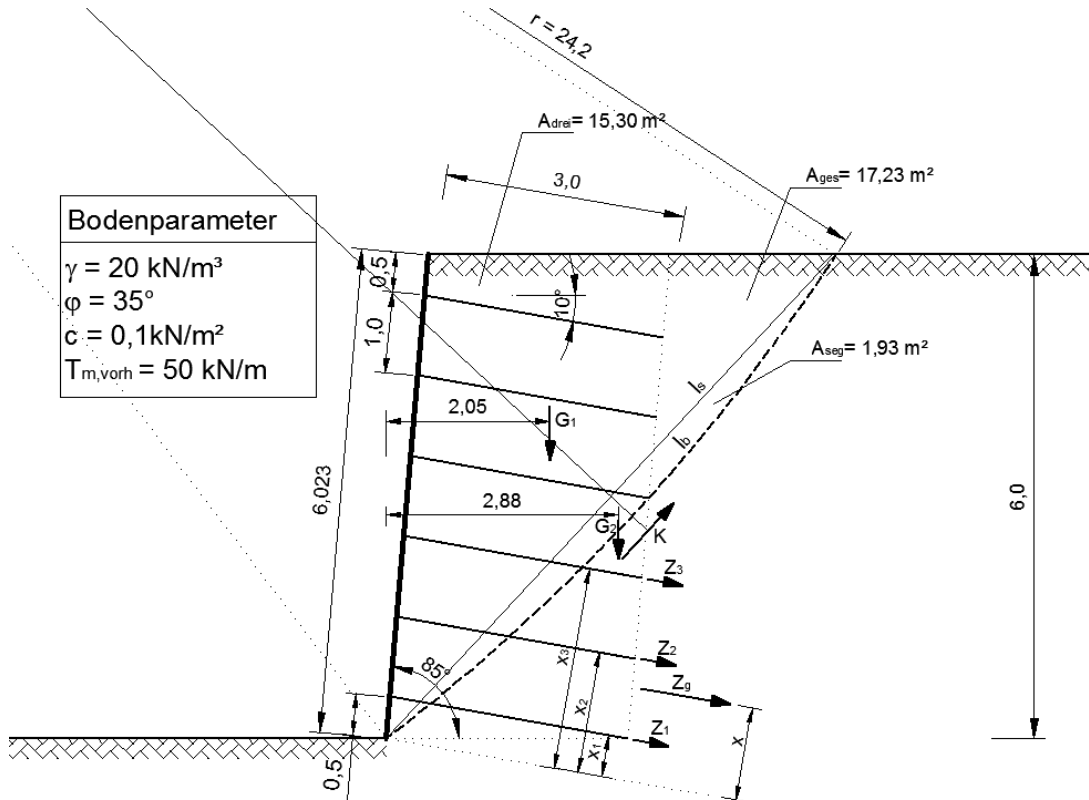 r = 24,2
Adrei= 15,30 m²
3,0
Ages= 17,23 m²
Bodenparameter
γ = 20 kN/m³
φ = 35°
c = 0,1kN/m²
Tm,vorh = 50 kN/m
0,5
10°
1,0
Aseg= 1,93 m²
ls
lb
2,05
G1
6,023
2,88
G2
K
6,0
Z3
85°
x3
x2
Z2
Zg
x1
Z1
x
0,5